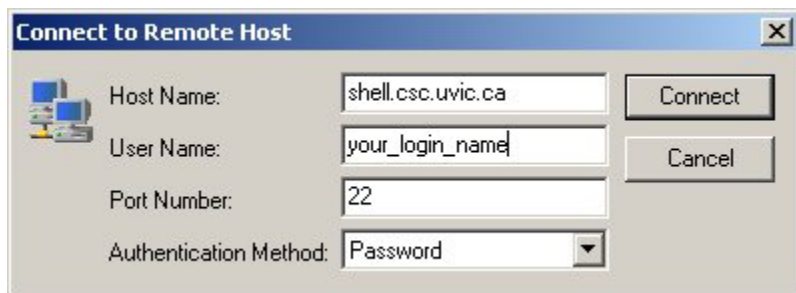 Connect to Remote Host
Host Name: shell.csc.uvic.ca Connect
User Name: your_login_name Cancel
Port Number: 22
Authentication Method: Password